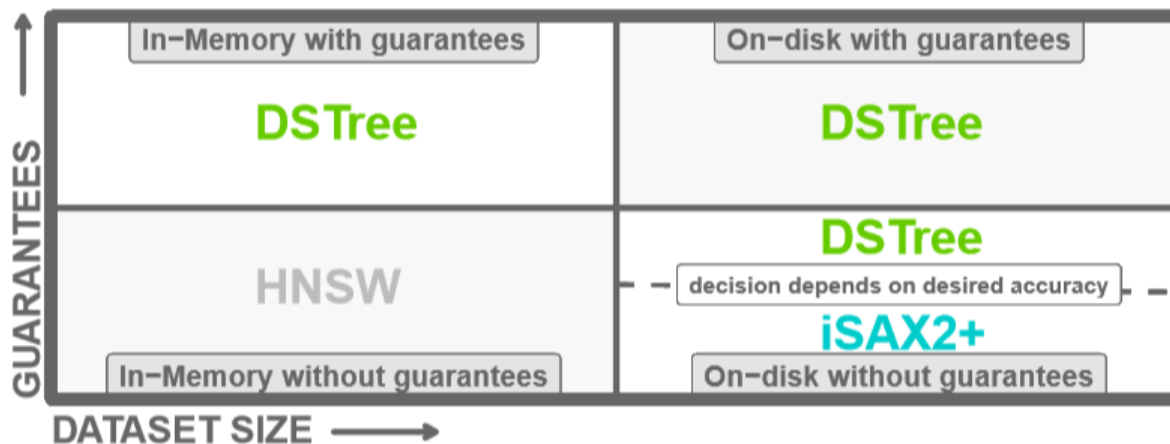 GUARANTEES
In-Memory with guarantees
DSTree
On-disk with guarantees
DSTree
HNSW
In-Memory without guarantees
DSTree
decision depends on desired accuracy
iSAX2+
On-disk without guarantees
DATASET SIZE